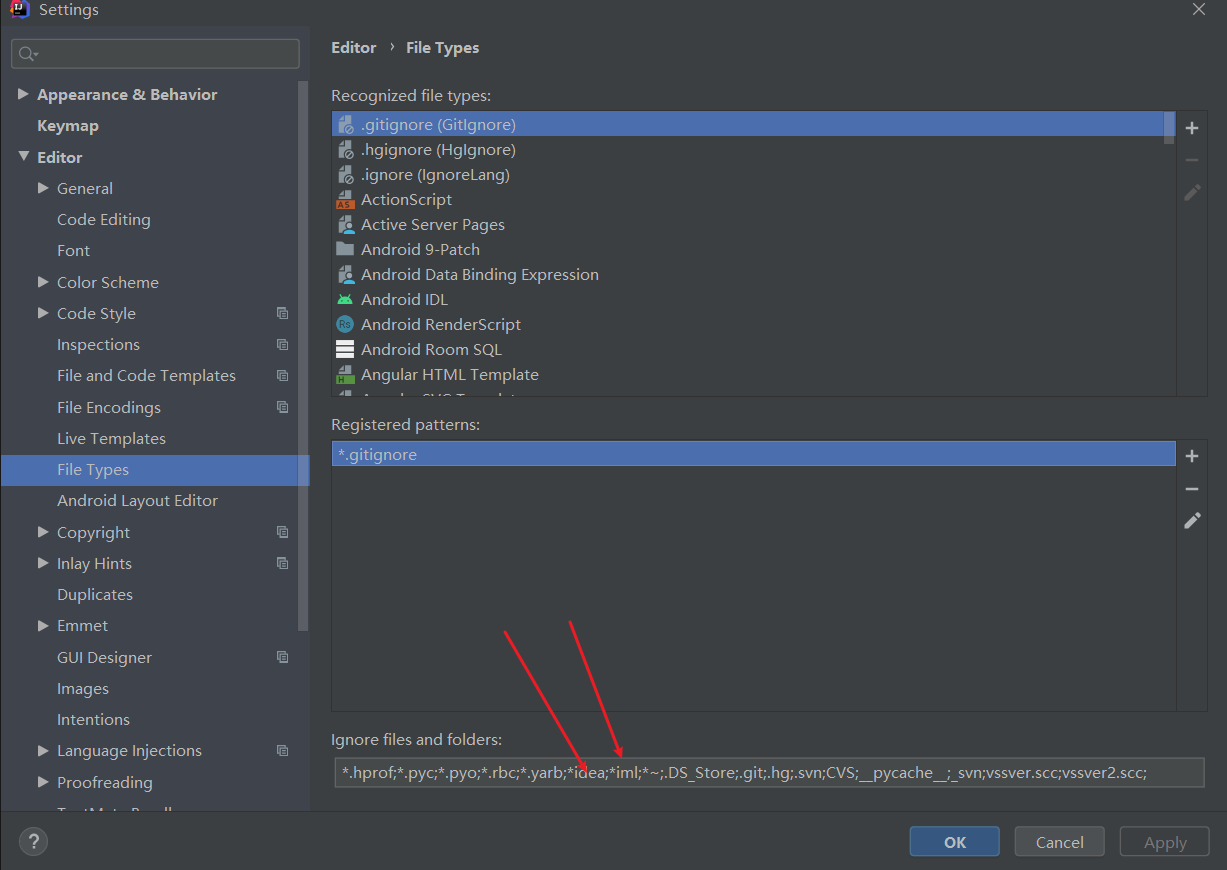 Settings
Editor › File Types
Appearance & Behavior
Keymap
Editor
General
Code Editing
Font
Color Scheme
Code Style
Inspections
File and Code Templates
File Encodings
Live Templates
File Types
Android Layout Editor
Copyright
Inlay Hints
Duplicates
Emmet
GUI Designer
Images
Intentions
Language Injections
Proofreading
Recognized file types:
.gitignore (GitIgnore)
.hgignore (HgIgnore)
.ignore (IgnoreLang)
ActionScript
Active Server Pages
Android 9-Patch
Android Data Binding Expression
Android IDL
Android RenderScript
Android Room SQL
Angular HTML Template
Registered patterns:
*.gitignore
Ignore files and folders:
*.hprof;*.pyc;*.pyo;*.rbc;*.yarb;*idea;*iml;*~;.DS_Store;.git;.hg;.svn;CVS;__pycache__;_svn;vssver.scc;vssver2.scc;
?
OK
Cancel
Apply